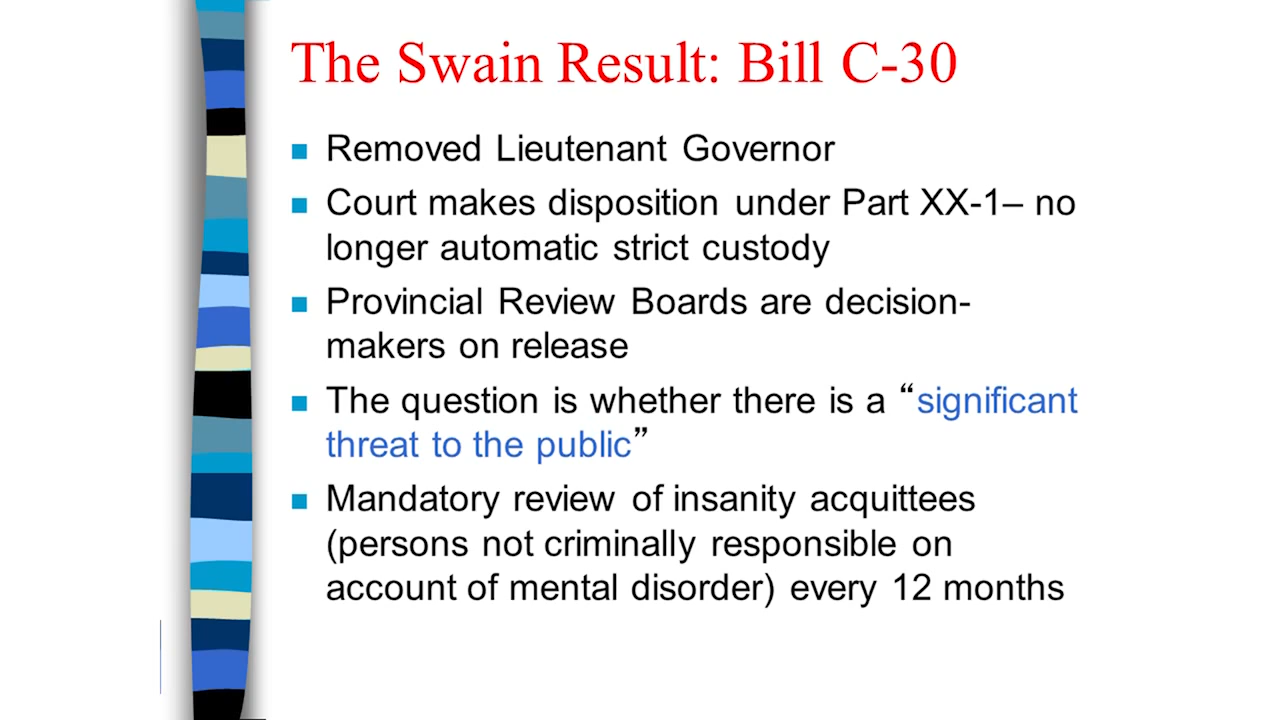 The Swain Result: Bill C-30
Removed Lieutenant Governor
Court makes disposition under Part XX-1– no
longer automatic strict custody
Provincial Review Boards are decision-
makers on release
The question is whether there is a “significant
threat to the public”
Mandatory review of insanity acquittees
(persons not criminally responsible on
account of mental disorder) every 12 months